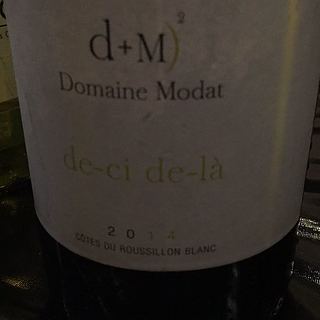 d+M)²
Domaine Modat
de-ci de-là
2014
CÔTES DU ROUSSILLON BLANC